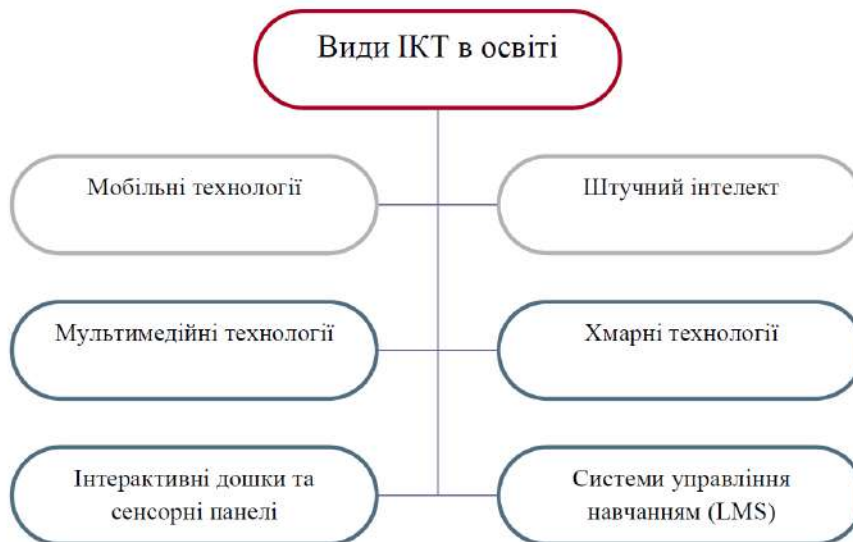 Види ІКТ в освіті
Мобільні технології
Штучний інтелект
Мультимедійні технології
Хмарні технології
Інтерактивні дошки та
сенсорні панелі
Системи управління
навчанням (LMS)